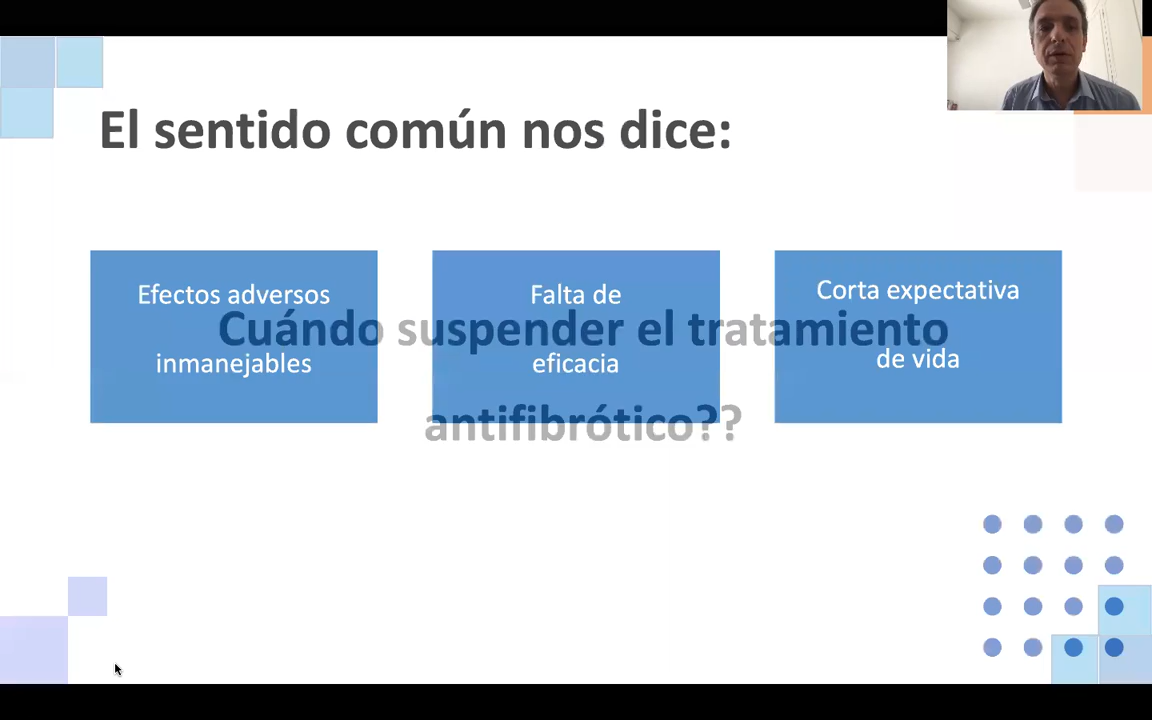 El sentido común nos dice:
Efectos adversos
inmanejables
Falta de
eficacia
Corta expectativa
de vida
Cuándo suspender el tratamiento
antifibrótico??